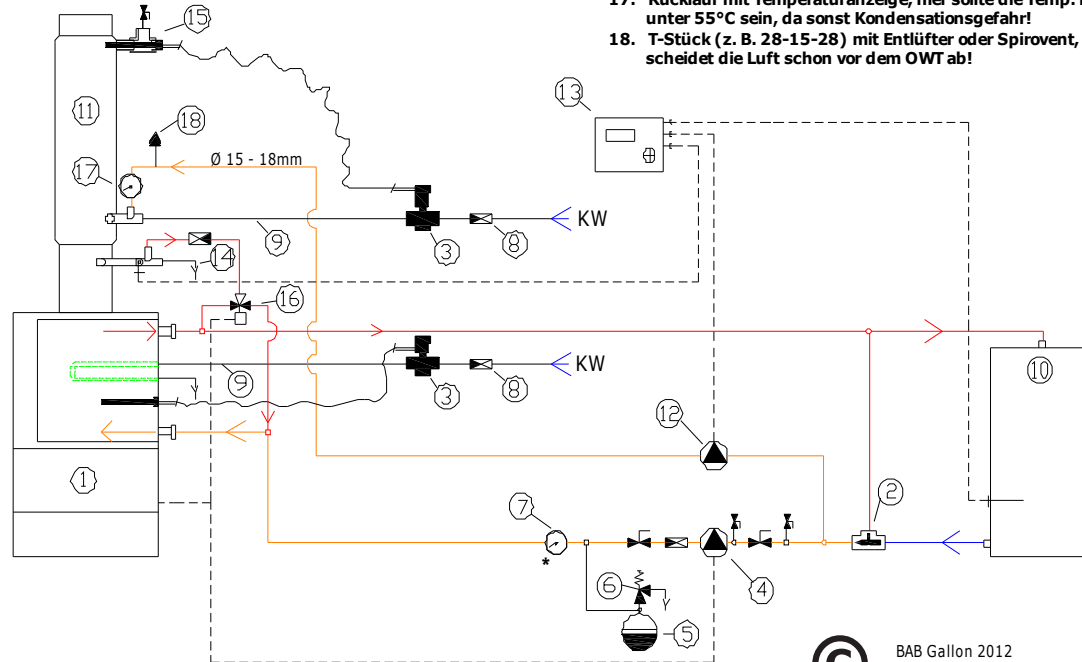 17. Rücklauf mit Temperaturanzeige, hier sollte die Temp.
unter 55°C sein, da sonst Kondensationsgefahr!
18. T-Stück (z. B. 28-15-28) mit Entlüfter oder Spirovent,
scheidet die Luft schon vor dem OWT ab!
15
13
11
18
Ø 15 - 18mm
17
KW
9
3
8
14
16
KW
10
9
3
8
12
1
2
7
*
6
4
5
©
BAB Gallon 2012